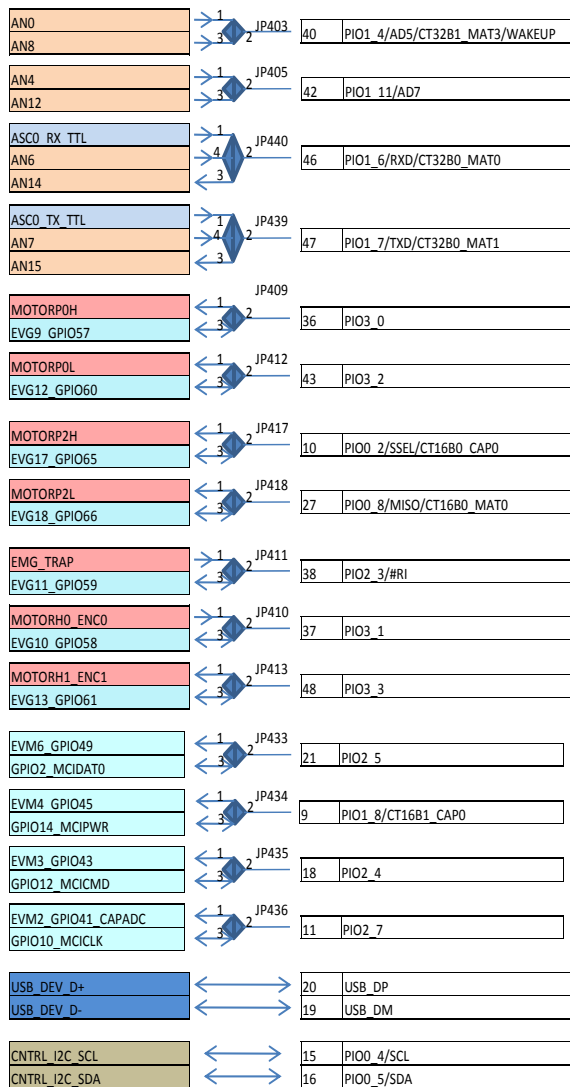 AN0 1 JP403
AN8 3 2 40 PIO1_4/AD5/CT32B1_MAT3/WAKEUP
AN4 1 JP405
AN12 3 2 42 PIO1_11/AD7
ASC0_RX_TTL 1 JP440
AN6 4 2 46 PIO1_6/RXD/CT32B0_MAT0
AN14 3
ASC0_TX_TTL 1 JP439
AN7 4 2 47 PIO1_7/TXD/CT32B0_MAT1
AN15 3
JP409
MOTORP0H 1 2
EVG9_GPIO57 3 36 PIO3_0
MOTORP0L 1 2 JP412
EVG12_GPIO60 3 43 PIO3_2
MOTORP2H 1 2 JP417
EVG17_GPIO65 3 10 PIO0_2/SSEL/CT16B0_CAP0
MOTORP2L 1 2 JP418
EVG18_GPIO66 3 27 PIO0_8/MISO/CT16B0_MAT0
EMG_TRAP 1 2 JP411
EVG11_GPIO59 3 38 PIO2_3/#RI
MOTORH0_ENC0 1 2 JP410
EVG10_GPIO58 3 37 PIO3_1
MOTORH1_ENC1 1 2 JP413
EVG13_GPIO61 3 48 PIO3_3
EVM6_GPIO49 1 2 JP433
GPIO2_MCIDAT0 3 21 PIO2_5
EVM4_GPIO45 1 2 JP434
GPIO14_MCIPWR 3 9 PIO1_8/CT16B1_CAP0
EVM3_GPIO43 1 2 JP435
GPIO12_MCICMD 3 18 PIO2_4
EVM2_GPIO41_CAPADC 1 2 JP436
GPIO10_MCICLK 3 11 PIO2_7
USB_DEV_D+ 20 USB_DP
USB_DEV_D- 19 USB_DM
CNTRL_I2C_SCL 15 PIO0_4/SCL
CNTRL_I2C_SDA 16 PIO0_5/SDA